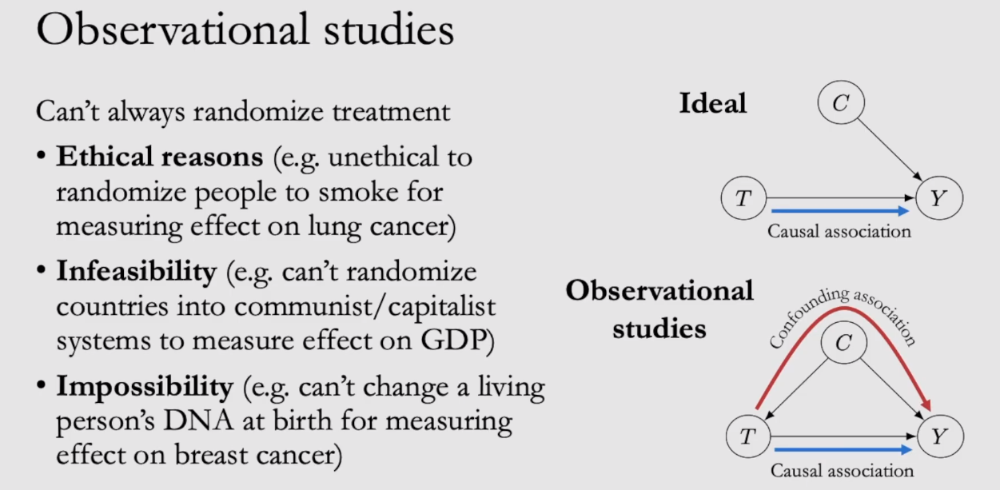 Observational studies
Can't always randomize treatment
• Ethical reasons (e.g. unethical to
randomize people to smoke for
measuring effect on lung cancer)
• Infeasibility (e.g. can't randomize
countries into communist/capitalist
systems to measure effect on GDP)
• Impossibility (e.g. can't change a living
person's DNA at birth for measuring
effect on breast cancer)
Ideal
C
T
Y
Causal association
Observational
studies
Confounding association
C
T
Y
Causal association